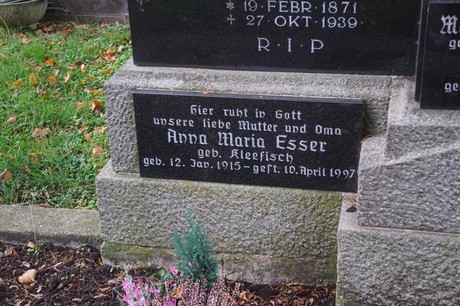 * 19. FEBR. 1871
† 27. OKT. 1939
R · I · P
Hier ruht in Gott
unsere liebe Mutter und Oma
Anna Maria Esser
geb. Kleefisch
geb. 12. Jan. 1915 - gest. 10. April 1997